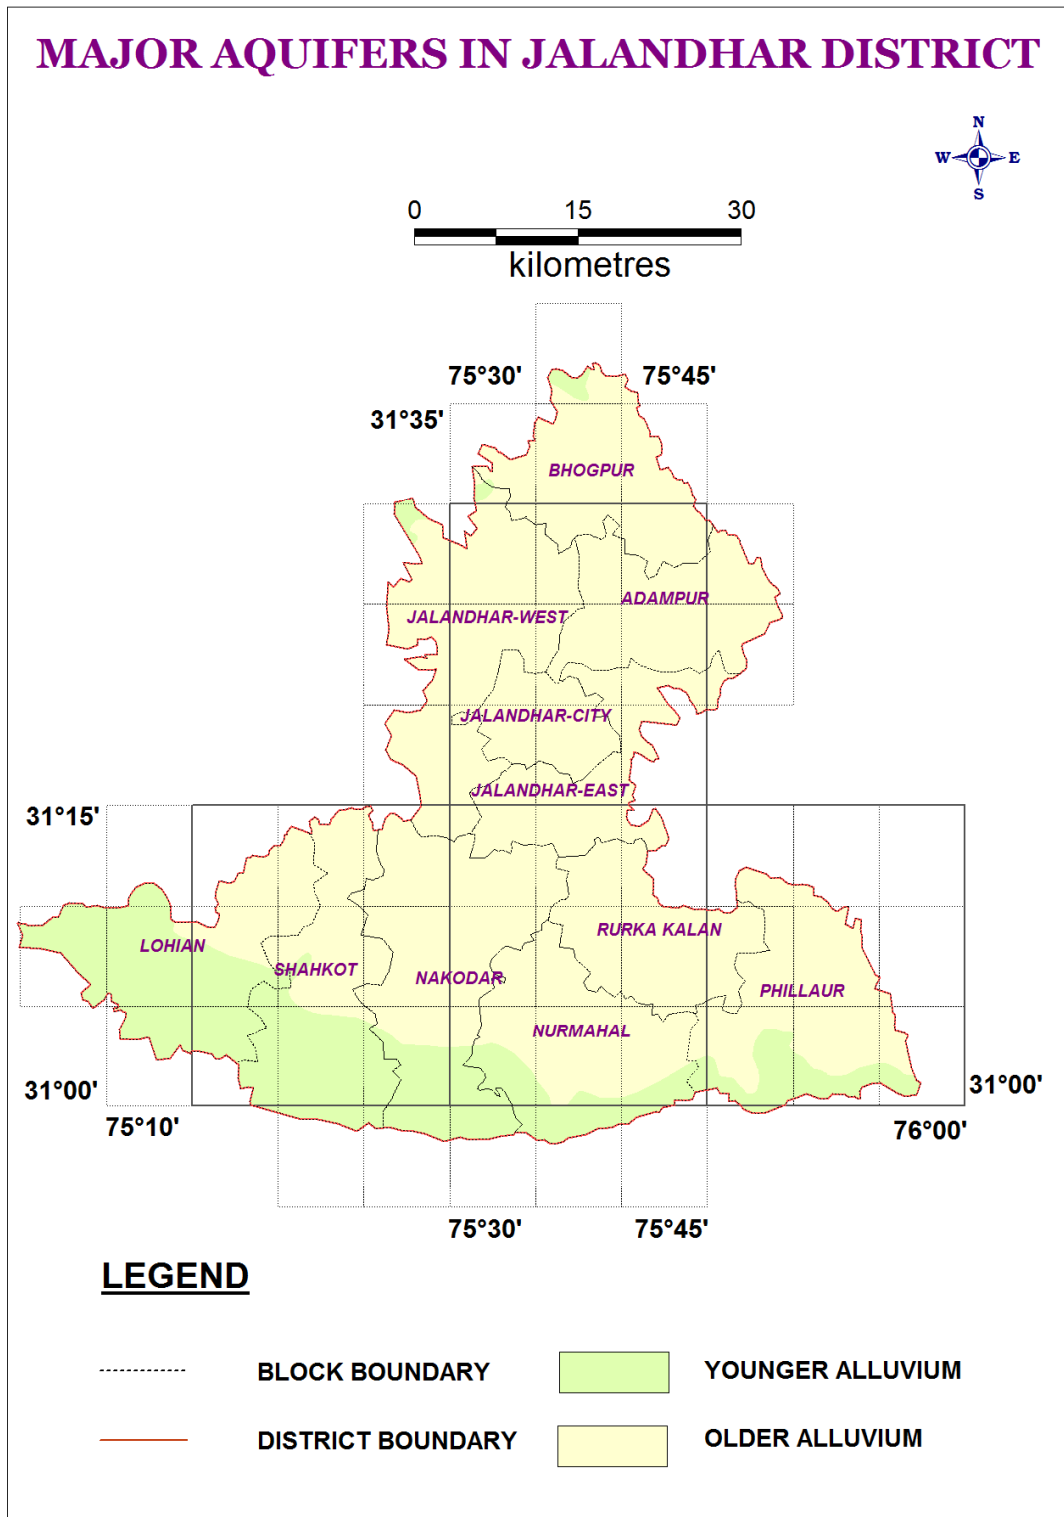 MAJOR AQUIFERS IN JALANDHAR DISTRICT
N
W E
S
0 15 30
kilometres
75°30' 75°45'
31°35'
BHOGPUR
ADAMPUR
JALANDHAR-WEST
JALANDHAR-CITY
JALANDHAR-EAST
31°15'
RURKA KALAN
LOHIAN
SHAHKOT
NAKODAR
PHILLAUR
NURMAHAL
31°00' 31°00'
75°10' 76°00'
75°30' 75°45'
LEGEND
BLOCK BOUNDARY YOUNGER ALLUVIUM
DISTRICT BOUNDARY OLDER ALLUVIUM